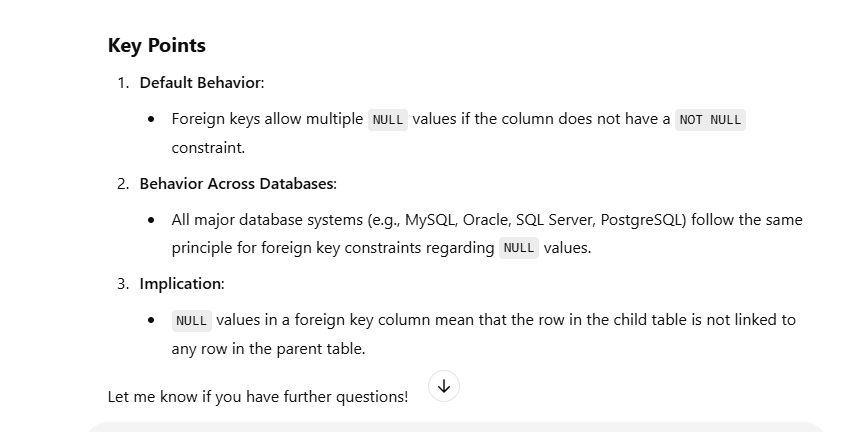 Key Points
1. Default Behavior:
• Foreign keys allow multiple NULL values if the column does not have a NOT NULL
constraint.
2. Behavior Across Databases:
• All major database systems (e.g., MySQL, Oracle, SQL Server, PostgreSQL) follow the same
principle for foreign key constraints regarding NULL values.
3. Implication:
• NULL values in a foreign key column mean that the row in the child table is not linked to
any row in the parent table.
Let me know if you have further questions!